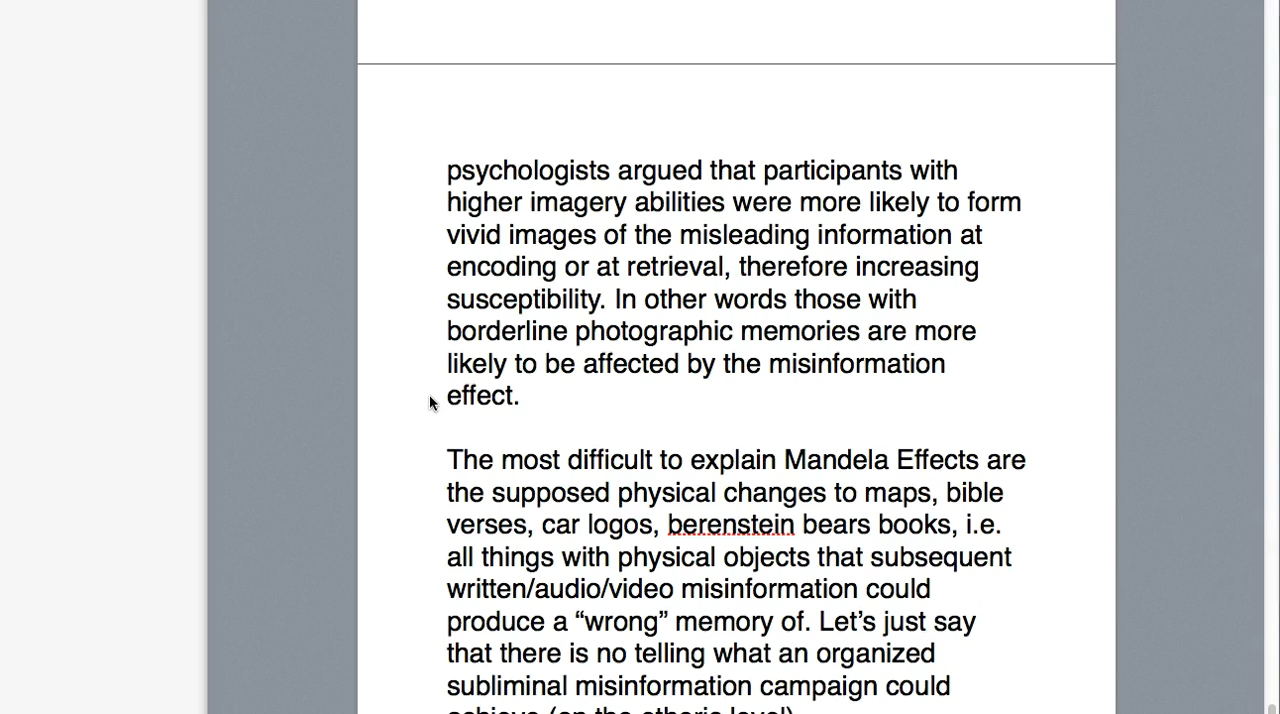 psychologists argued that participants with
higher imagery abilities were more likely to form
vivid images of the misleading information at
encoding or at retrieval, therefore increasing
susceptibility. In other words those with
borderline photographic memories are more
likely to be affected by the misinformation
effect.
The most difficult to explain Mandela Effects are
the supposed physical changes to maps, bible
verses, car logos, berenstein bears books, i.e.
all things with physical objects that subsequent
written/audio/video misinformation could
produce a “wrong” memory of. Let’s just say
that there is no telling what an organized
subliminal misinformation campaign could
achieve (on the etheric level)